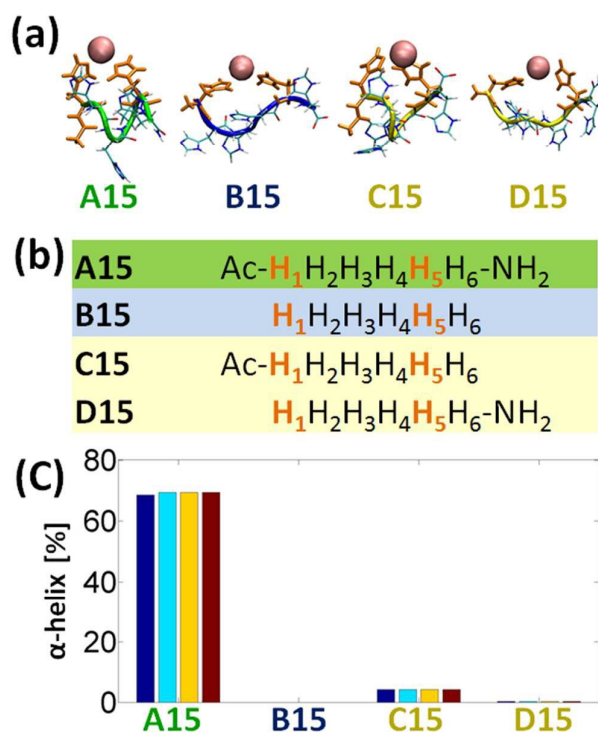 (a)
A15 B15 C15 D15
(b)
A15 Ac-H₁H₂H₃H₄H₅H₆-NH₂
B15 H₁H₂H₃H₄H₅H₆
C15 Ac-H₁H₂H₃H₄H₅H₆
D15 H₁H₂H₃H₄H₅H₆-NH₂
(C)
80
60
40
20
0
α-helix [%]
A15 B15 C15 D15